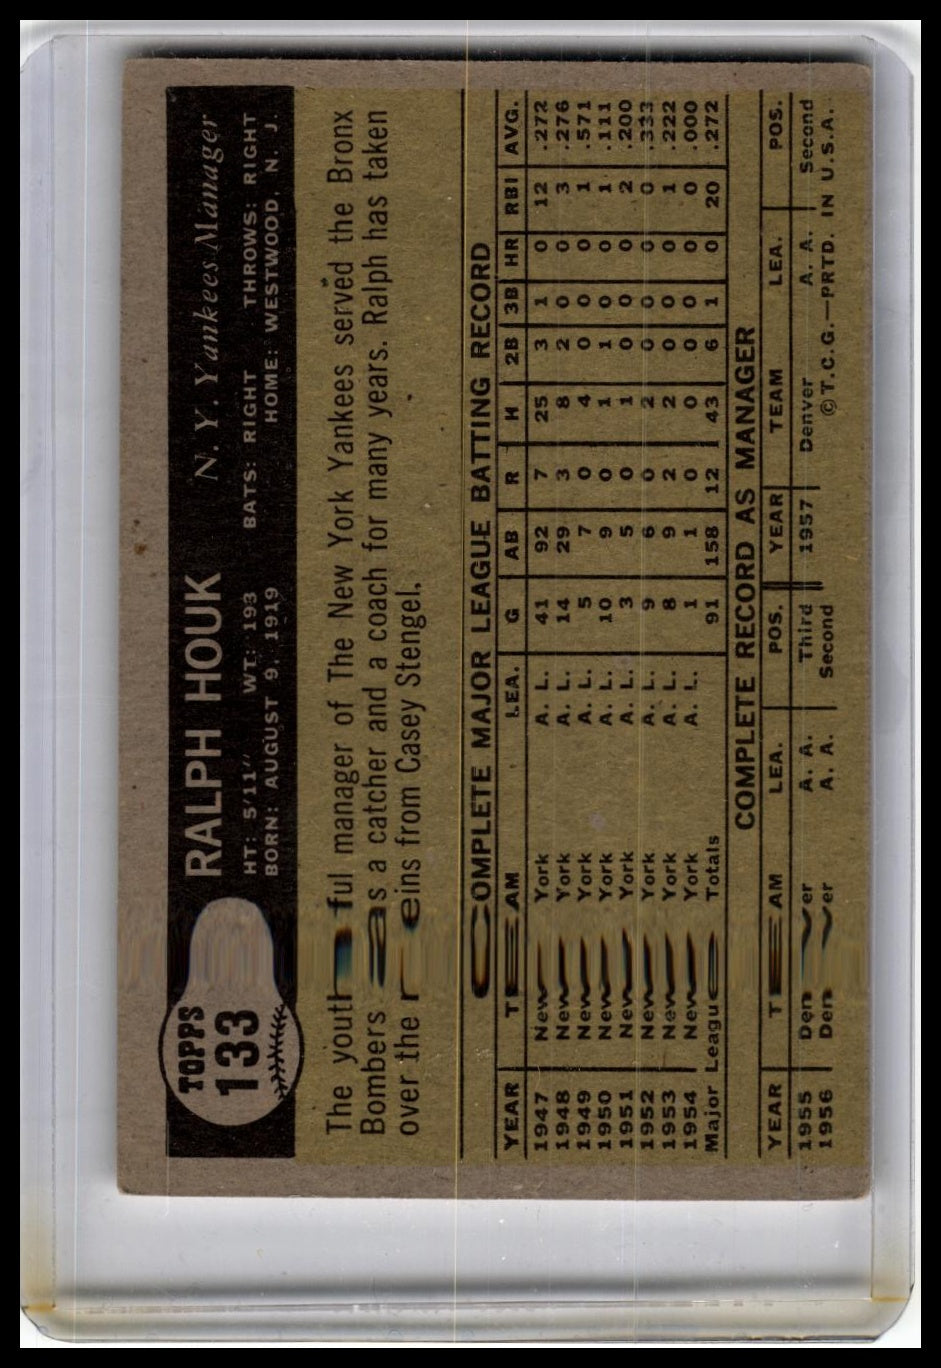 TOPPS
133
RALPH HOUK N. Y. Yankees Manager
HT: 5'11" WT: 193 BATS: RIGHT THROWS: RIGHT
BORN: AUGUST 9, 1919 HOME: WESTWOOD, N. J.
The youthful manager of The New York Yankees served the Bronx
Bombers as a catcher and a coach for many years. Ralph has taken
over the reins from Casey Stengel.
COMPLETE MAJOR LEAGUE BATTING RECORD
YEAR TEAM LEA. G AB R H 2B 3B HR RBI AVG.
1947 New York A. L. 41 92 7 25 3 1 0 12 .272
1948 New York A. L. 14 29 3 8 2 0 0 3 .276
1949 New York A. L. 5 7 0 4 0 0 0 1 .571
1950 New York A. L. 10 9 0 1 1 0 0 1 .111
1951 New York A. L. 3 5 0 1 0 0 0 2 .200
1952 New York A. L. 9 6 0 2 0 0 0 0 .333
1953 New York A. L. 8 9 2 2 0 0 0 1 .222
1954 New York A. L. 1 1 0 0 0 0 0 0 .000
Major League Totals 91 158 12 43 6 1 0 20 .272
COMPLETE RECORD AS MANAGER
YEAR TEAM LEA. POS. YEAR TEAM LEA. POS.
1955 Denver A. A. Third 1957 Denver A. A. Second
1956 Denver A. A. Second © T.C.G.—PRTD. IN U.S.A.